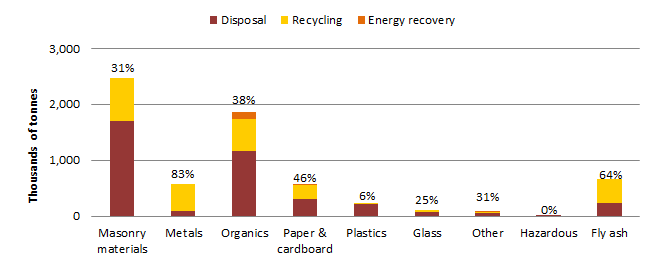 Disposal Recycling Energy recovery
Thousands of tonnes
3,000
2,000
1,000
0
31%
83%
38%
46%
6%
25%
31%
0%
64%
Masonry materials
Metals
Organics
Paper & cardboard
Plastics
Glass
Other
Hazardous
Fly ash